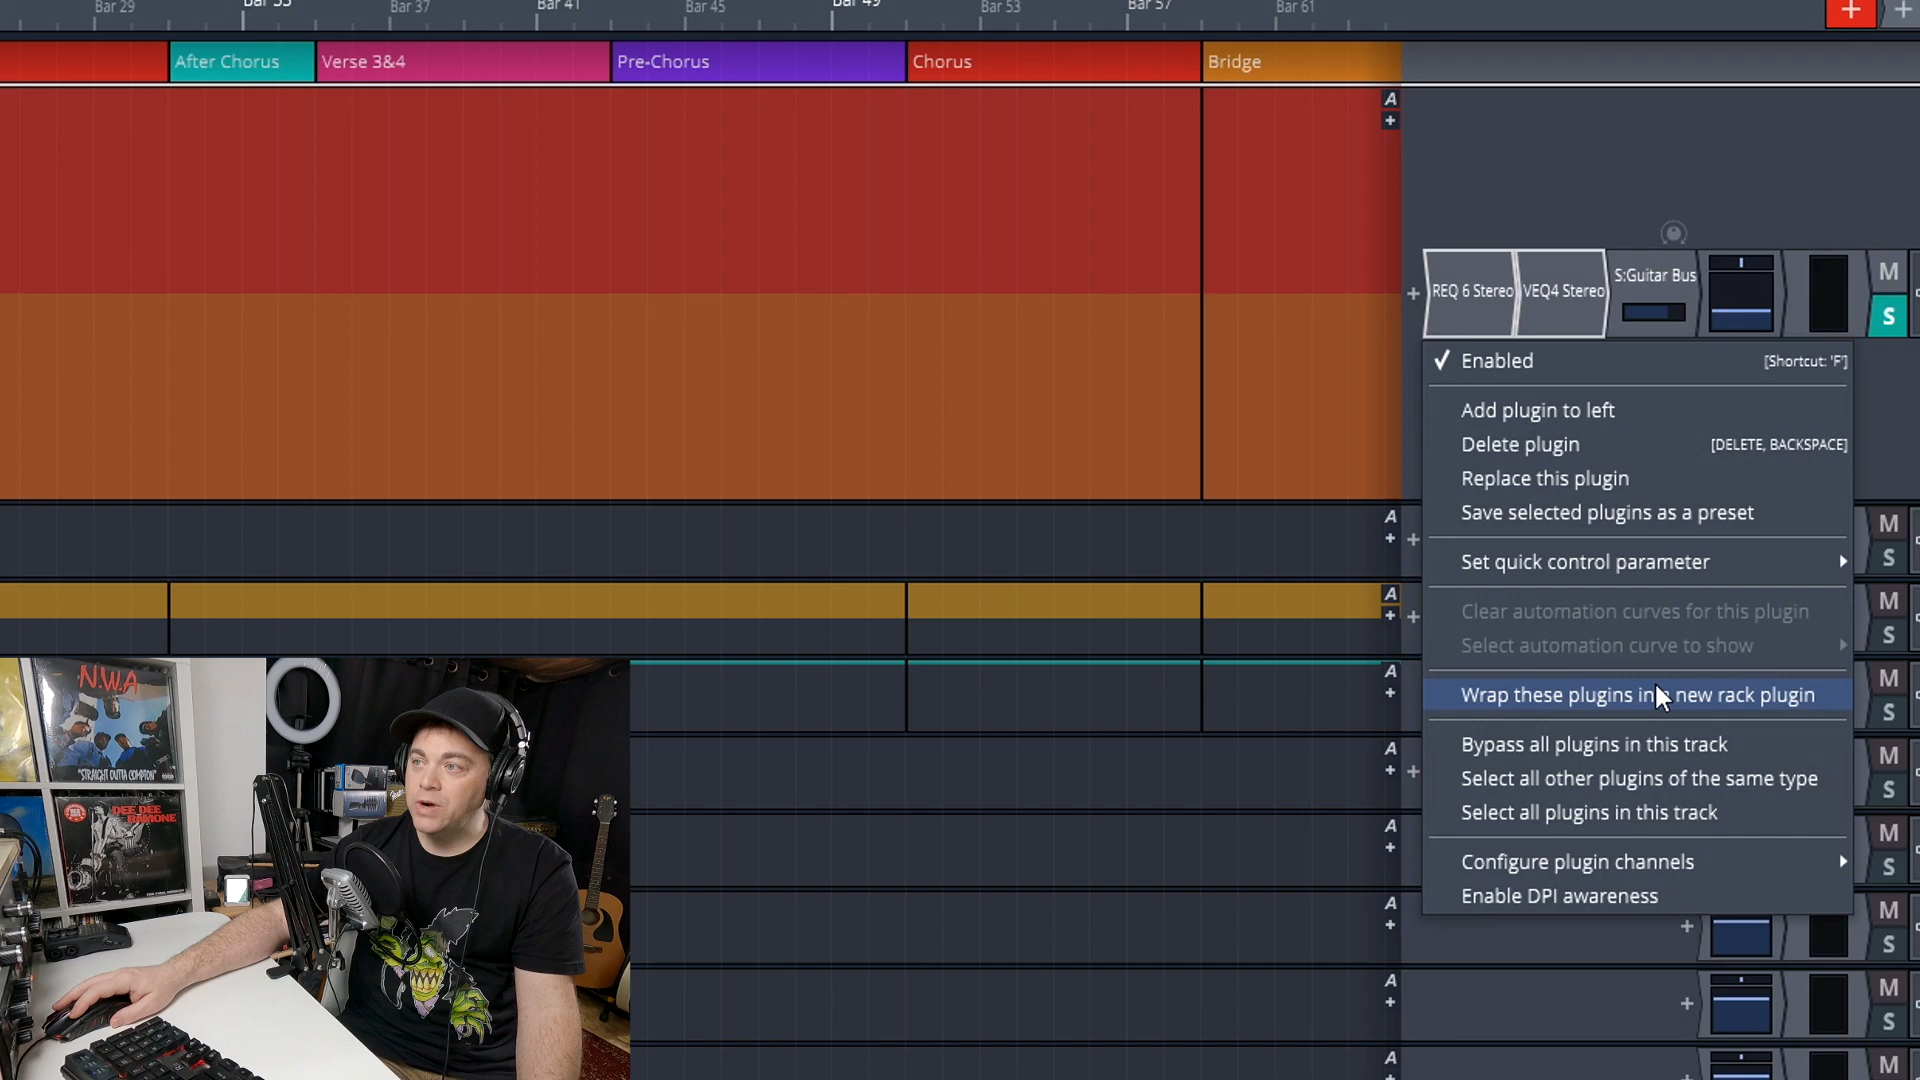 Bar 29
Bar 33
Bar 37
Bar 41
Bar 45
Bar 49
Bar 53
Bar 57
Bar 61
After Chorus
Verse 3&4
Pre-Chorus
Chorus
Bridge
A
REQ 6 Stereo
VEQ4 Stereo
S:Guitar Bus
M
S
Enabled [Shortcut: 'F']
Add plugin to left
Delete plugin [DELETE, BACKSPACE]
Replace this plugin
Save selected plugins as a preset
Set quick control parameter
Clear automation curves for this plugin
Select automation curve to show
Wrap these plugins in new rack plugin
Bypass all plugins in this track
Select all other plugins of the same type
Select all plugins in this track
Configure plugin channels
Enable DPI awareness
A
M
S
A
M
S
A
M
S
A
M
S
A
M
S
A
M
S
A
M
S
A
M
N.W.A
"STRAIGHT OUTTA COMPTON"
DEE DEE
RAMONE